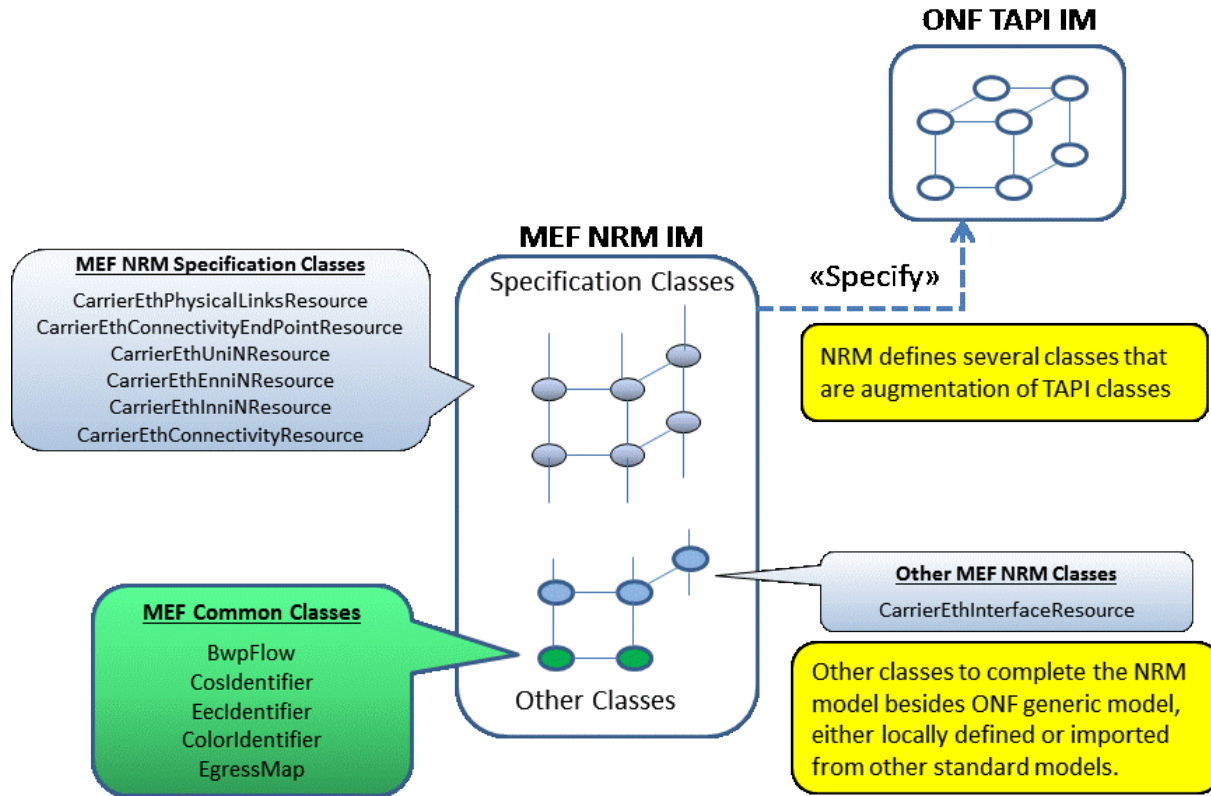 ONF TAPI IM
MEF NRM IM
Specification Classes
«Specify»
MEF NRM Specification Classes
CarrierEthPhysicalLinksResource
CarrierEthConnectivityEndPointResource
CarrierEthUniNResource
CarrierEthEnniNResource
CarrierEthInniNResource
CarrierEthConnectivityResource
NRM defines several classes that
are augmentation of TAPI classes
MEF Common Classes
BwpFlow
CosIdentifier
EecIdentifier
ColorIdentifier
EgressMap
Other Classes
Other MEF NRM Classes
CarrierEthInterfaceResource
Other classes to complete the NRM
model besides ONF generic model,
either locally defined or imported
from other standard models.